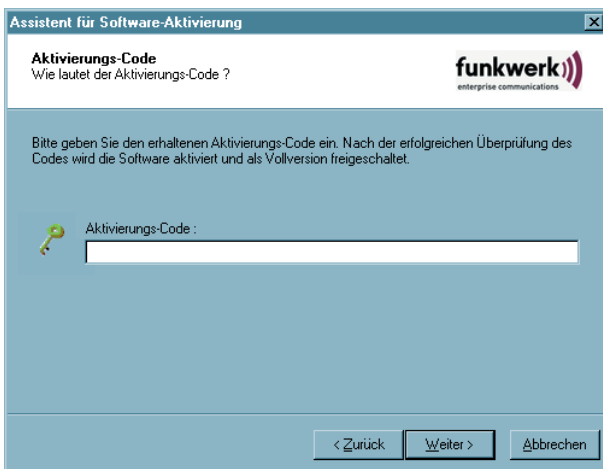 Assistent für Software-Aktivierung
Aktivierungs-Code
Wie lautet der Aktivierungs-Code ?
funkwerk
enterprise communications
Bitte geben Sie den erhaltenen Aktivierungs-Code ein. Nach der erfolgreichen Überprüfung des
Codes wird die Software aktiviert und als Vollversion freigeschaltet.
Aktivierungs-Code :
< Zurück
Weiter >
Abbrechen